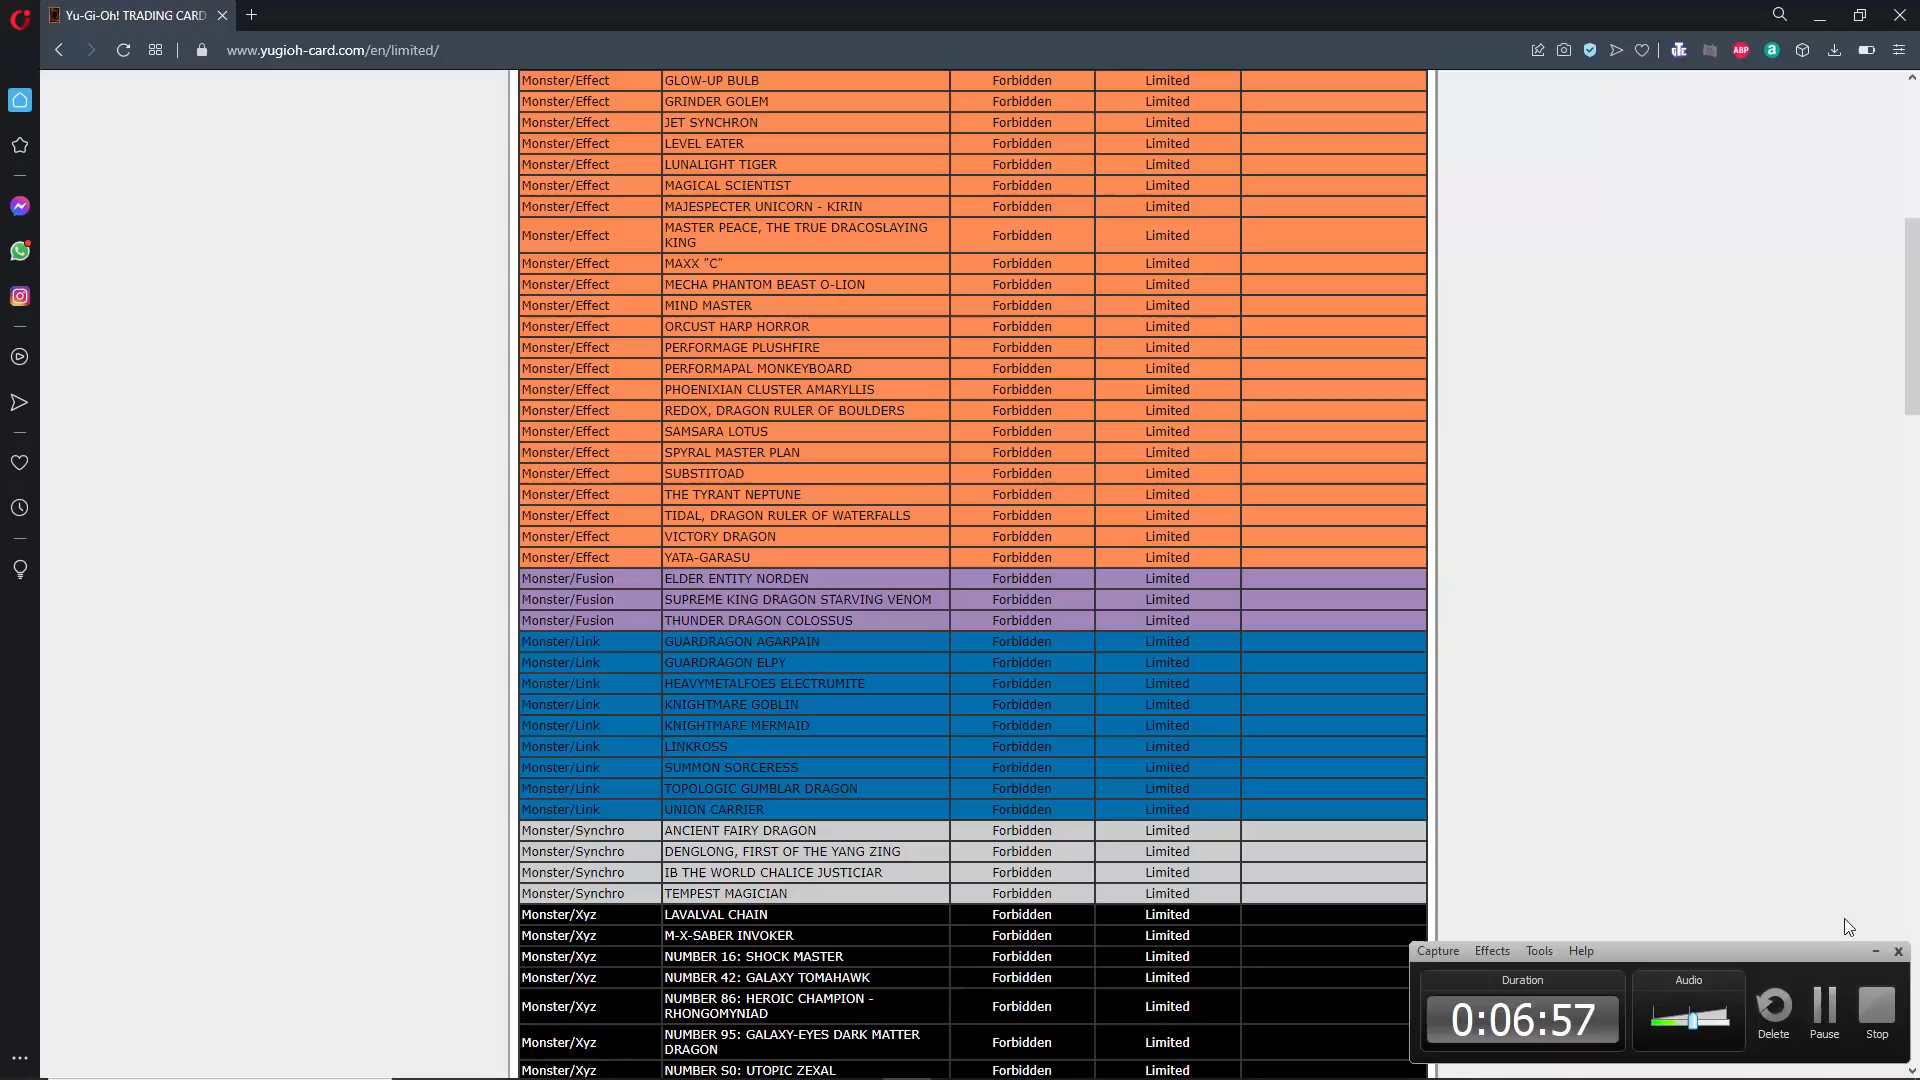 Yu-Gi-Oh! TRADING CARD
www.yugioh-card.com/en/limited/
ABP
Monster/Effect GLOW-UP BULB Forbidden Limited
Monster/Effect GRINDER GOLEM Forbidden Limited
Monster/Effect JET SYNCHRON Forbidden Limited
Monster/Effect LEVEL EATER Forbidden Limited
Monster/Effect LUNALIGHT TIGER Forbidden Limited
Monster/Effect MAGICAL SCIENTIST Forbidden Limited
Monster/Effect MAJESPECTER UNICORN - KIRIN Forbidden Limited
Monster/Effect MASTER PEACE, THE TRUE DRACOSLAYING Forbidden Limited
KING
Monster/Effect MAXX "C" Forbidden Limited
Monster/Effect MECHA PHANTOM BEAST O-LION Forbidden Limited
Monster/Effect MIND MASTER Forbidden Limited
Monster/Effect ORCUST HARP HORROR Forbidden Limited
Monster/Effect PERFORMAGE PLUSHFIRE Forbidden Limited
Monster/Effect PERFORMAPAL MONKEYBOARD Forbidden Limited
Monster/Effect PHOENIXIAN CLUSTER AMARYLLIS Forbidden Limited
Monster/Effect REDOX, DRAGON RULER OF BOULDERS Forbidden Limited
Monster/Effect SAMSARA LOTUS Forbidden Limited
Monster/Effect SPYRAL MASTER PLAN Forbidden Limited
Monster/Effect SUBSTITOAD Forbidden Limited
Monster/Effect THE TYRANT NEPTUNE Forbidden Limited
Monster/Effect TIDAL, DRAGON RULER OF WATERFALLS Forbidden Limited
Monster/Effect VICTORY DRAGON Forbidden Limited
Monster/Effect YATA-GARASU Forbidden Limited
Monster/Fusion ELDER ENTITY NORDEN Forbidden Limited
Monster/Fusion SUPREME KING DRAGON STARVING VENOM Forbidden Limited
Monster/Fusion THUNDER DRAGON COLOSSUS Forbidden Limited
Monster/Link GUARDRAGON AGARPAIN Forbidden Limited
Monster/Link GUARDRAGON ELPY Forbidden Limited
Monster/Link HEAVYMETALFOES ELECTRUMITE Forbidden Limited
Monster/Link KNIGHTMARE GOBLIN Forbidden Limited
Monster/Link KNIGHTMARE MERMAID Forbidden Limited
Monster/Link LINKROSS Forbidden Limited
Monster/Link SUMMON SORCERESS Forbidden Limited
Monster/Link TOPOLOGIC GUMBLAR DRAGON Forbidden Limited
Monster/Link UNION CARRIER Forbidden Limited
Monster/Synchro ANCIENT FAIRY DRAGON Forbidden Limited
Monster/Synchro DENGLONG, FIRST OF THE YANG ZING Forbidden Limited
Monster/Synchro IB THE WORLD CHALICE JUSTICIAR Forbidden Limited
Monster/Synchro TEMPEST MAGICIAN Forbidden Limited
Monster/Xyz LAVALVAL CHAIN Forbidden Limited
Monster/Xyz M-X-SABER INVOKER Forbidden Limited
Monster/Xyz NUMBER 16: SHOCK MASTER Forbidden Limited
Monster/Xyz NUMBER 42: GALAXY TOMAHAWK Forbidden Limited
Monster/Xyz NUMBER 86: HEROIC CHAMPION - Forbidden Limited
RHONGOMYNIAD
Monster/Xyz NUMBER 95: GALAXY-EYES DARK MATTER Forbidden Limited
DRAGON
Monster/Xyz NUMBER S0: UTOPIC ZEXAL Forbidden Limited
Capture Effects Tools Help
Duration Audio
0:06:57
Delete Pause Stop